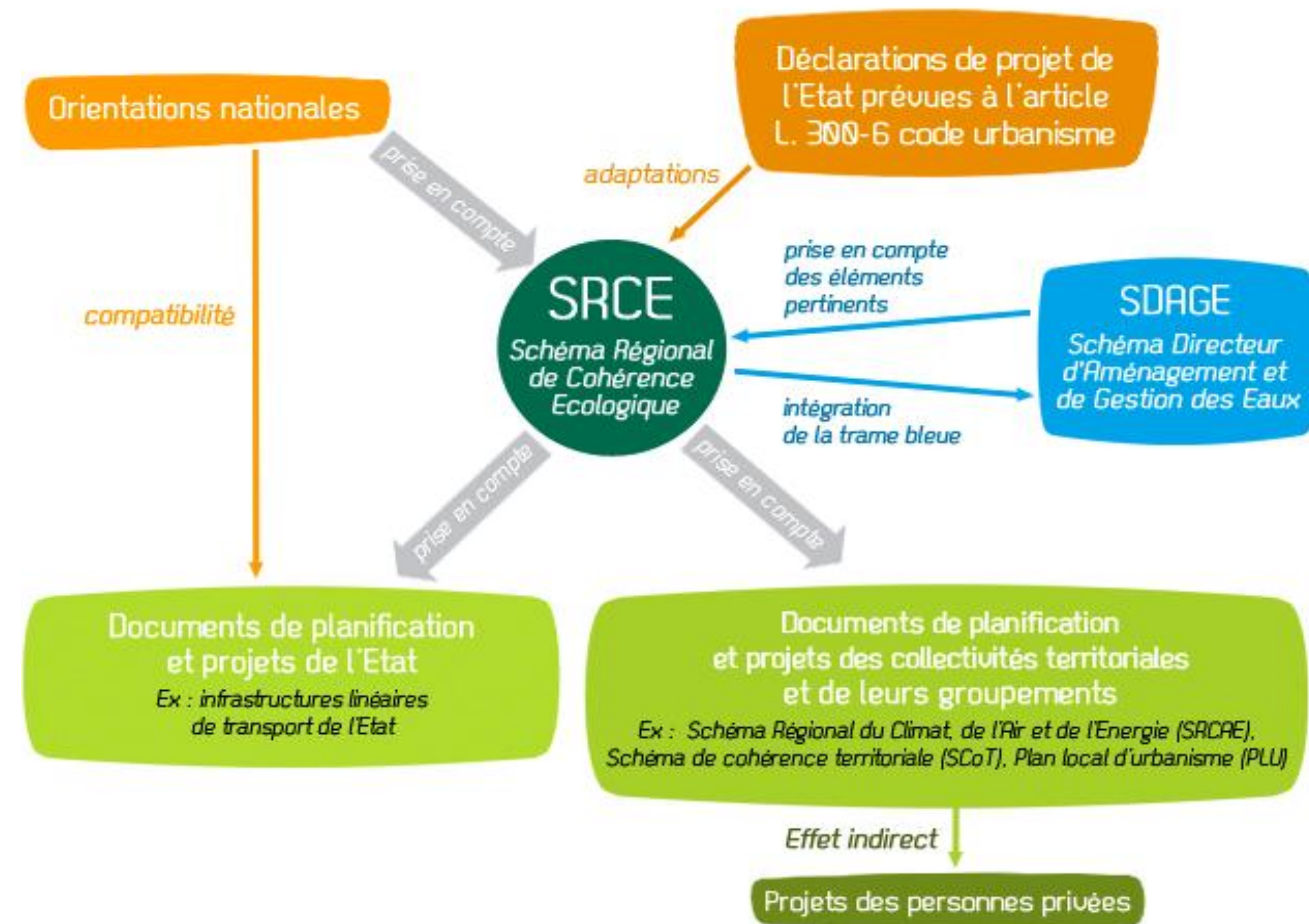 Orientations nationales
Déclarations de projet de
l'Etat prévues à l'article
L. 300-6 code urbanisme
prise en compte
adaptations
compatibilité
SRCE
Schéma Régional
de Cohérence
Ecologique
prise en compte
des éléments
pertinents
SDAGE
Schéma Directeur
d'Aménagement et
de Gestion des Eaux
intégration
de la trame bleue
prise en compte
prise en compte
Documents de planification
et projets de l'Etat
Ex : infrastructures linéaires
de transport de l'Etat
Documents de planification
et projets des collectivités territoriales
et de leurs groupements
Ex : Schéma Régional du Climat, de l'Air et de l'Energie (SRCAE),
Schéma de cohérence territoriale (SCoT), Plan local d'urbanisme (PLU)
Effet indirect
Projets des personnes privées